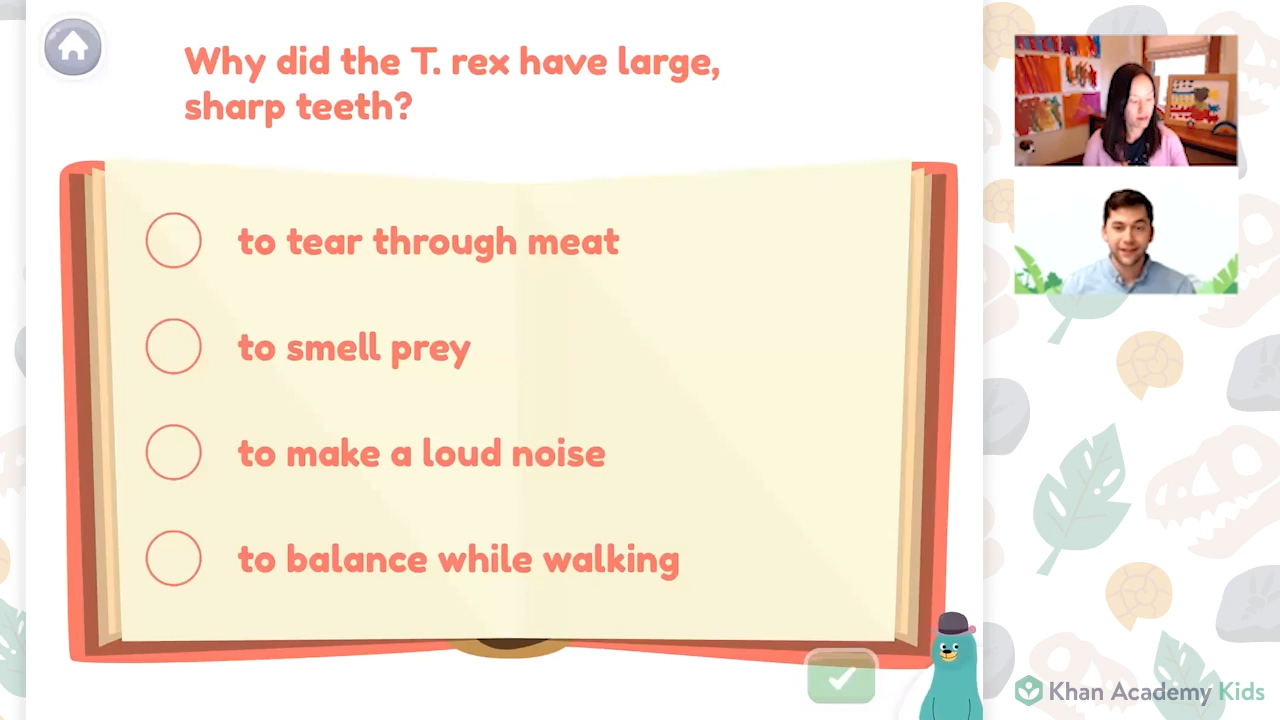 Why did the T. rex have large,
sharp teeth?
to tear through meat
to smell prey
to make a loud noise
to balance while walking
Khan Academy Kids